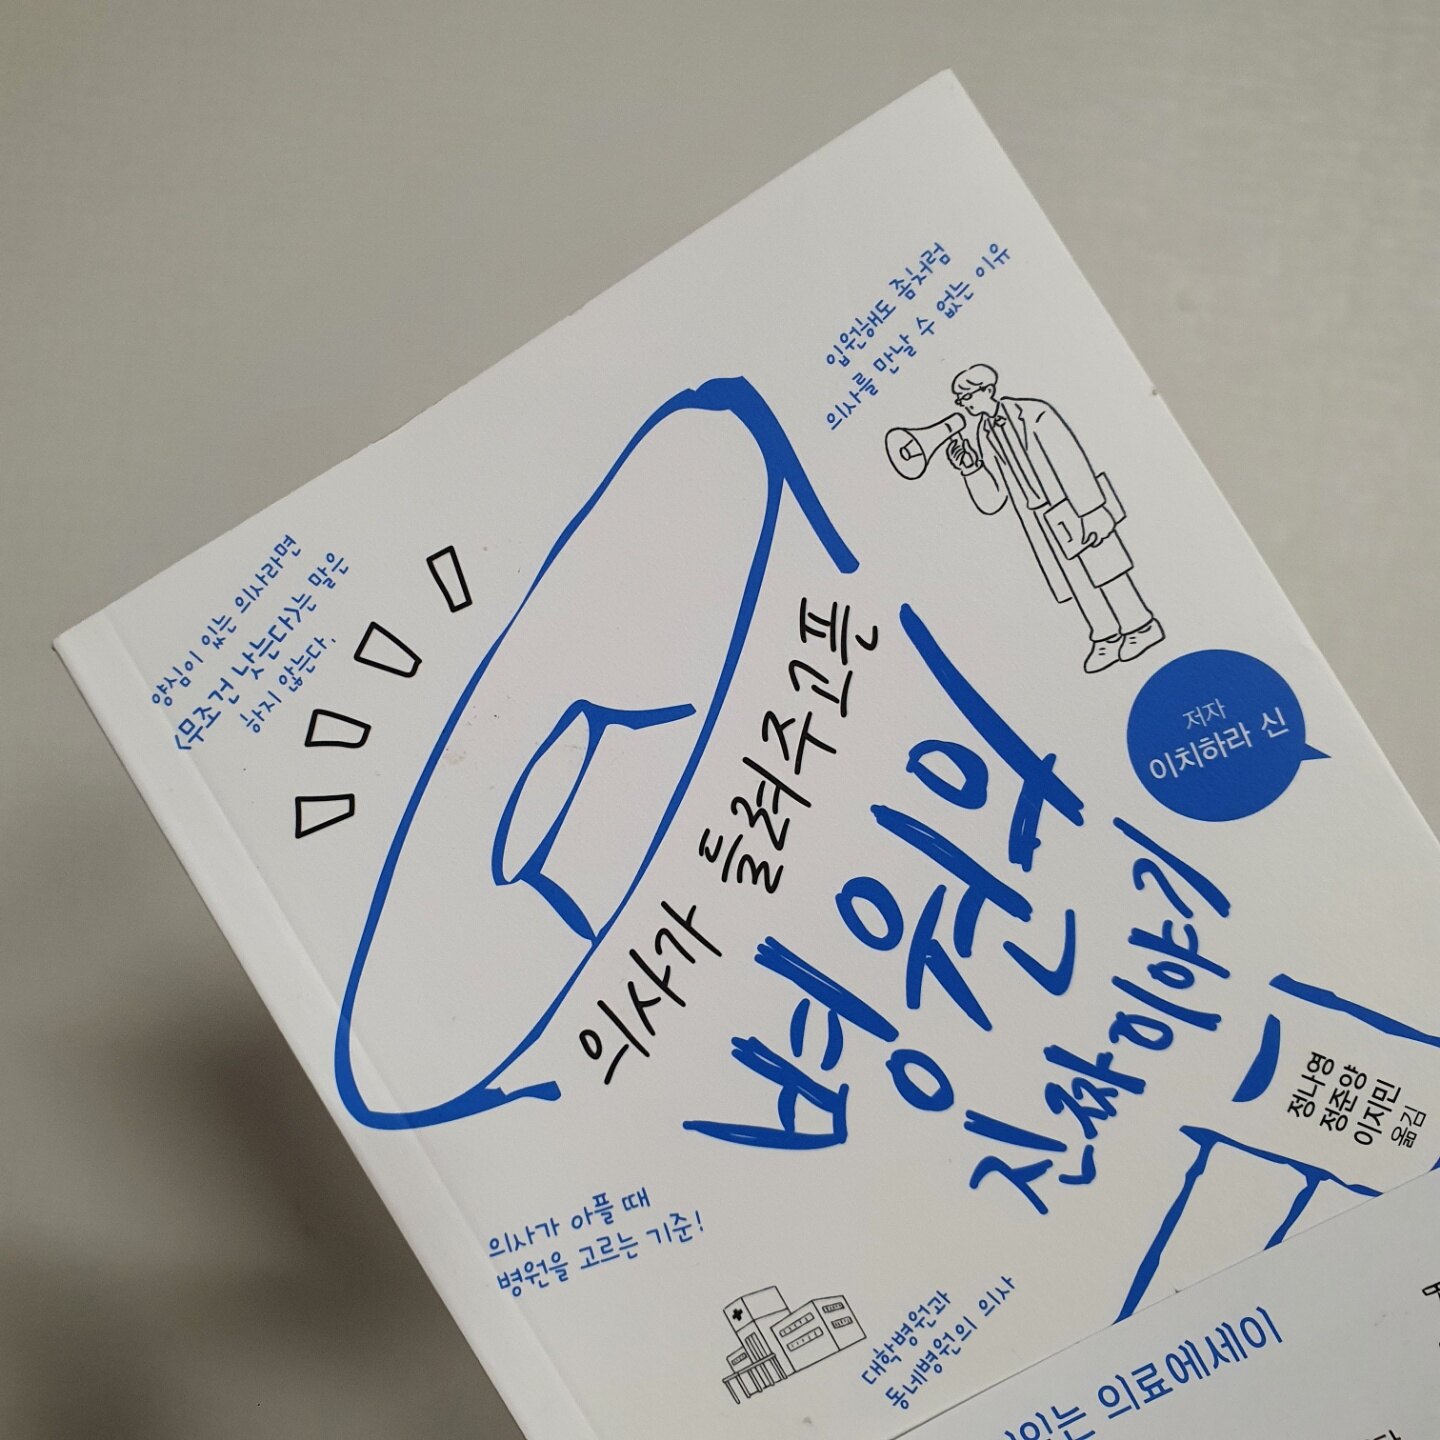 입원해도 좀처럼
의사를 만날 수 없는 이유
양심이 있는 의사라면
<무조건 낫는다>는 말은
하지 않는다.
의사가 들려주고픈
병원의
진짜 이야기
저자
이치하라 신
정나영
정준양
이지민
옮김
의사가 아플 때
병원을 고르는 기준!
대학병원과
동네병원의 의사
의료에세이